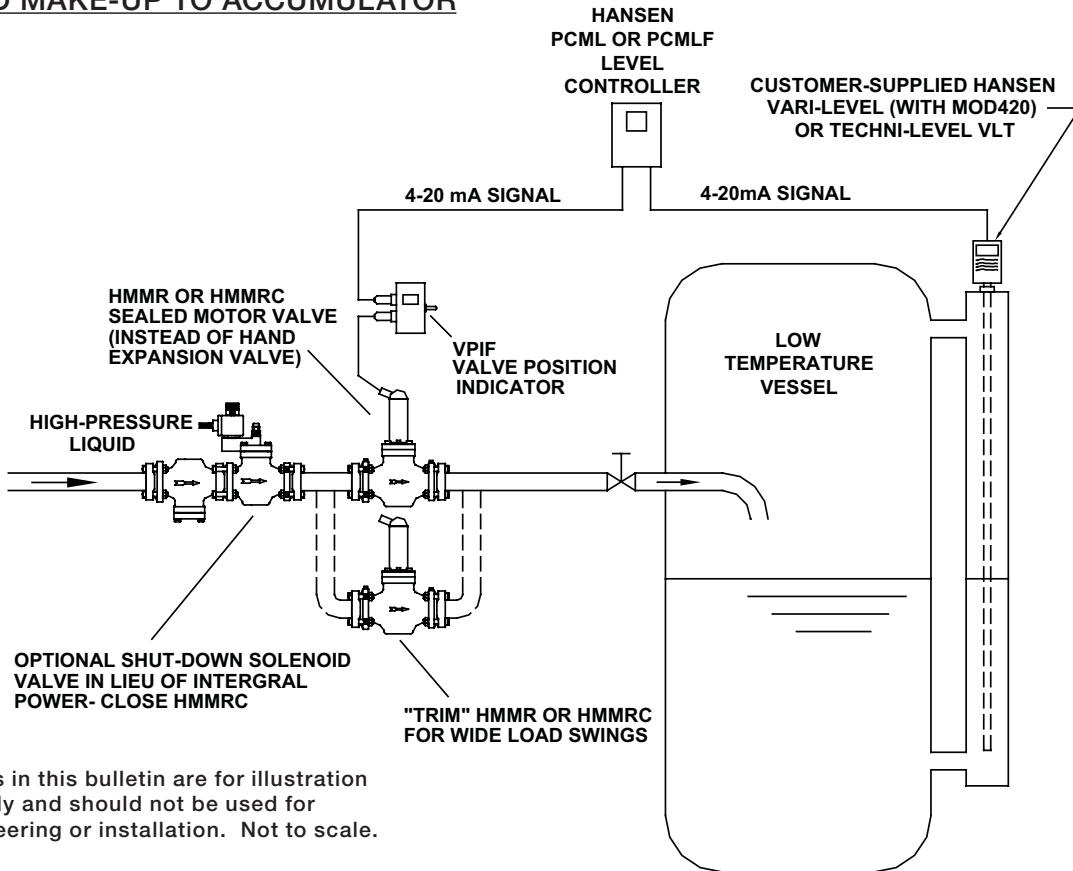 MAKE-UP TO ACCUMULATOR
HANSEN
PCML OR PCMLF
LEVEL
CONTROLLER
CUSTOMER-SUPPLIED HANSEN
VARI-LEVEL (WITH MOD420)
OR TECHNI-LEVEL VLT
4-20 mA SIGNAL
4-20mA SIGNAL
HMMR OR HMMRC
SEALED MOTOR VALVE
(INSTEAD OF HAND
EXPANSION VALVE)
VPIF
VALVE POSITION
INDICATOR
LOW
TEMPERATURE
VESSEL
HIGH-PRESSURE
LIQUID
OPTIONAL SHUT-DOWN SOLENOID
VALVE IN LIEU OF INTERGRAL
POWER- CLOSE HMMRC
"TRIM" HMMR OR HMMRC
FOR WIDE LOAD SWINGS
in this bulletin are for illustration
and should not be used for
or installation. Not to scale.